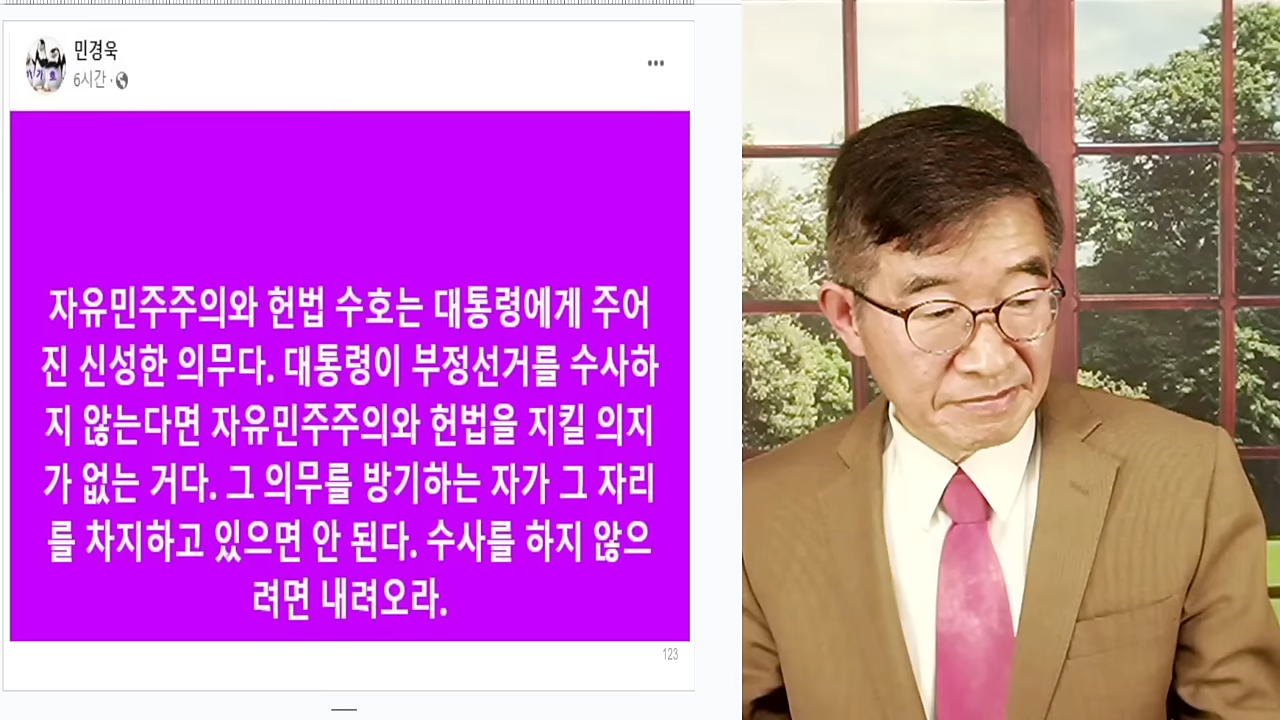 민경욱
6시간 ·
자유민주주의와 헌법 수호는 대통령에게 주어
진 신성한 의무다. 대통령이 부정선거를 수사하
지 않는다면 자유민주주의와 헌법을 지킬 의지
가 없는 거다. 그 의무를 방기하는 자가 그 자리
를 차지하고 있으면 안 된다. 수사를 하지 않으
려면 내려오라.
123